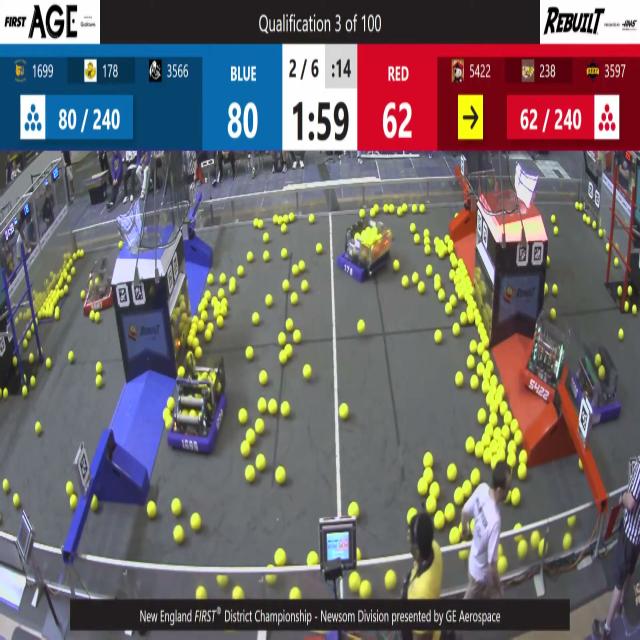 FIRST AGE
Qualification 3 of 100
REBUILT
1699 178 3566
BLUE
2 / 6 :14
RED
5422 238 3597
80 / 240
80
1:59
62
→
62 / 240
5422
New England FIRST® District Championship - Newsom Division presented by GE Aerospace